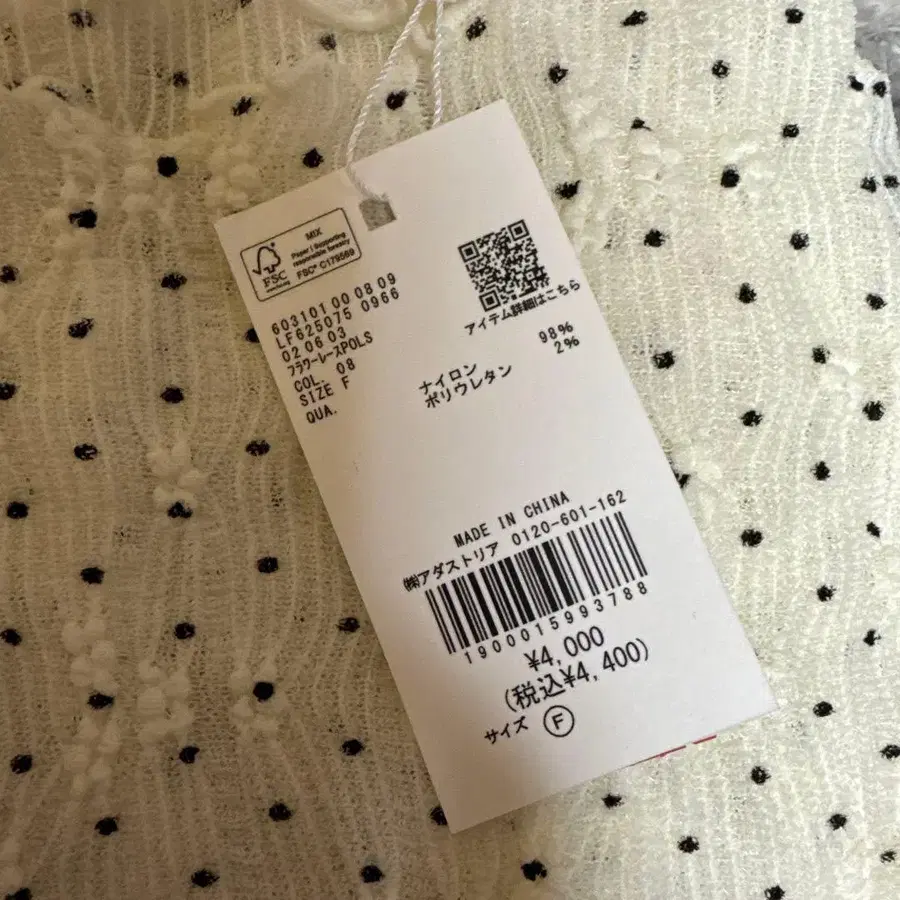 MIX
Paper | Supporting
responsible forestry
FSC® C179569
FSC
603101 00 08 09
LF625075 0966
02 06 03
フラワーレースPOLS
COL. 08
SIZE F
QUA.
アイテム詳細はこちら
ナイロン 98%
ポリウレタン 2%
MADE IN CHINA
㈱アダストリア 0120-601-162
1900015993788
¥4,000
(税込¥4,400)
サイズ F